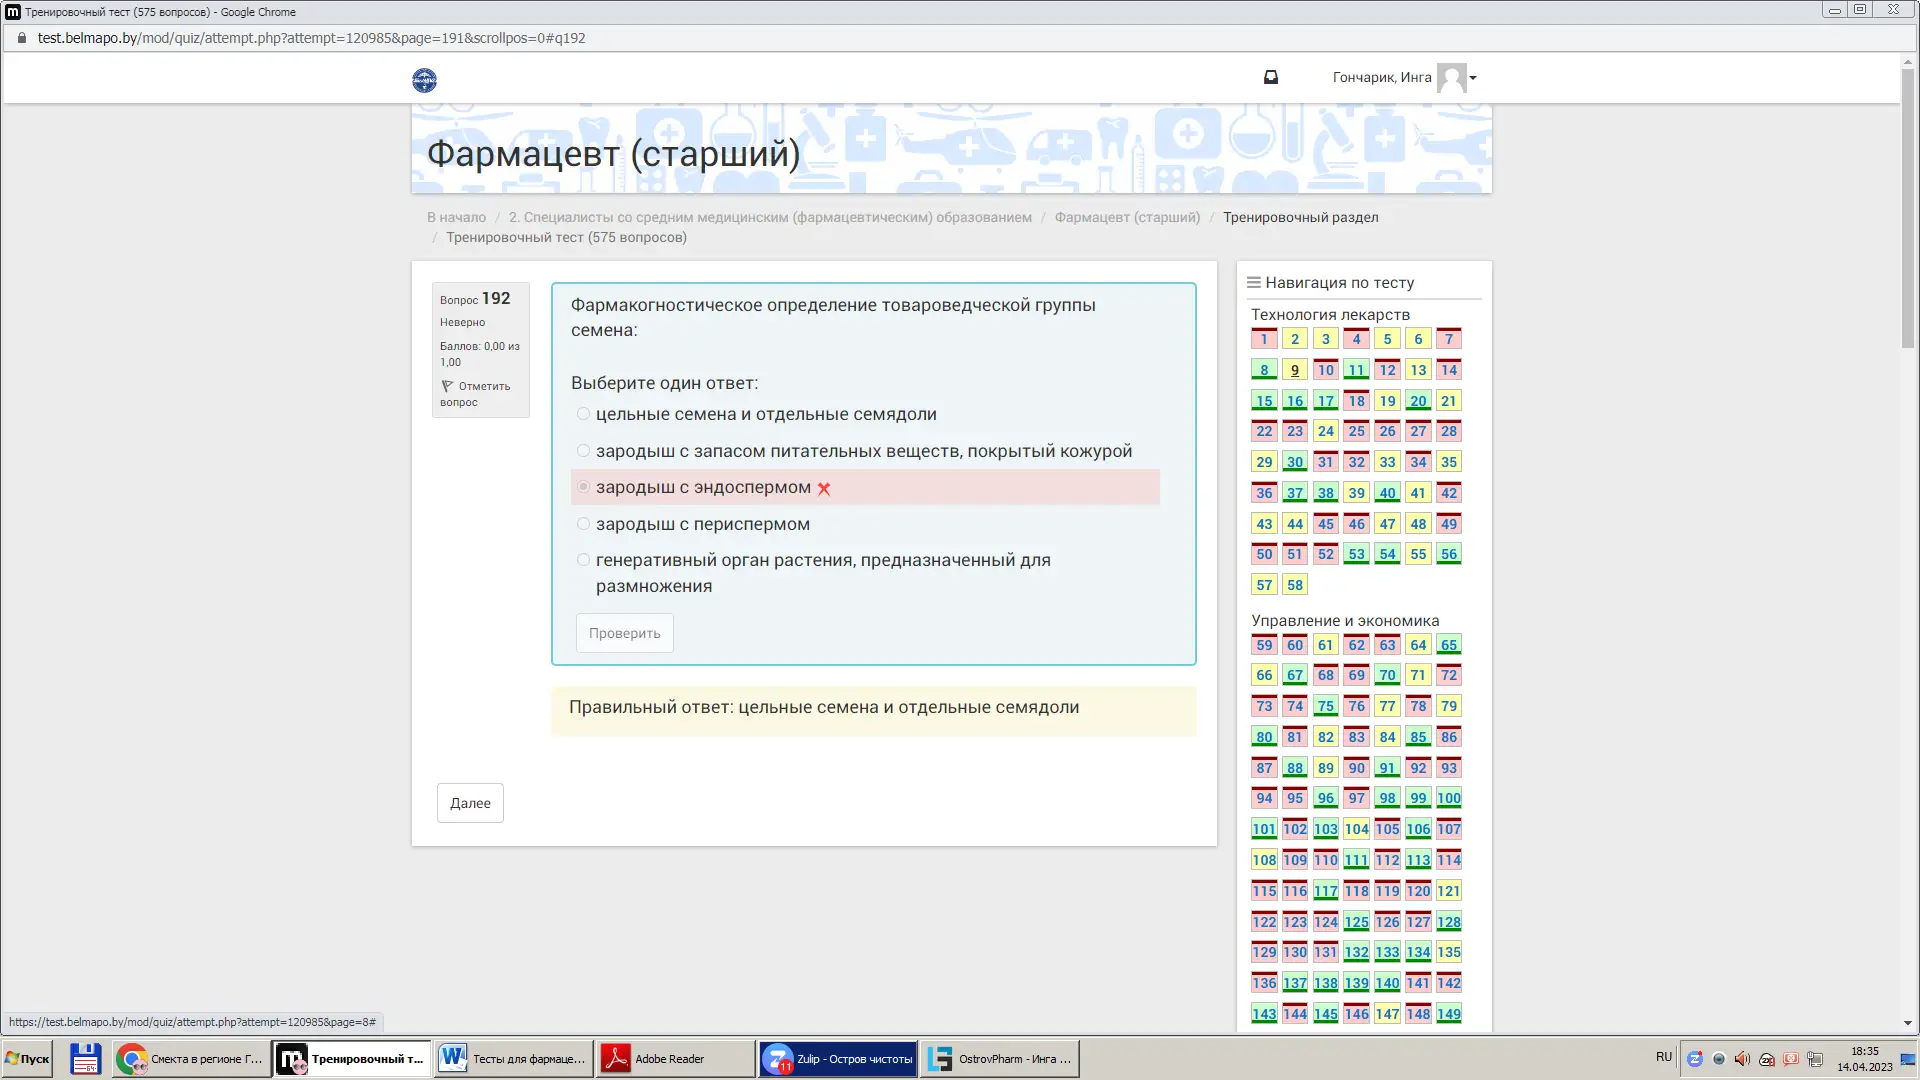 Тренировочный тест (575 вопросов) - Google Chrome
test.belmapo.by/mod/quiz/attempt.php?attempt=120985&page=191&scrollpos=0#q192
Гончарик, Инга
Фармацевт (старший)
В начало / 2. Специалисты со средним медицинским (фармацевтическим) образованием / Фармацевт (старший) / Тренировочный раздел
/ Тренировочный тест (575 вопросов)
Вопрос 192
Неверно
Баллов: 0,00 из
1,00
Отметить
вопрос
Фармакогностическое определение товароведческой группы
семена:
Выберите один ответ:
цельные семена и отдельные семядоли
зародыш с запасом питательных веществ, покрытый кожурой
зародыш с эндоспермом
зародыш с периспермом
генеративный орган растения, предназначенный для
размножения
Проверить
Правильный ответ: цельные семена и отдельные семядоли
Далее
Навигация по тесту
Технология лекарств
1 2 3 4 5 6 7
8 9 10 11 12 13 14
15 16 17 18 19 20 21
22 23 24 25 26 27 28
29 30 31 32 33 34 35
36 37 38 39 40 41 42
43 44 45 46 47 48 49
50 51 52 53 54 55 56
57 58
Управление и экономика
59 60 61 62 63 64 65
66 67 68 69 70 71 72
73 74 75 76 77 78 79
80 81 82 83 84 85 86
87 88 89 90 91 92 93
94 95 96 97 98 99 100
101 102 103 104 105 106 107
108 109 110 111 112 113 114
115 116 117 118 119 120 121
122 123 124 125 126 127 128
129 130 131 132 133 134 135
136 137 138 139 140 141 142
143 144 145 146 147 148 149
https://test.belmapo.by/mod/quiz/attempt.php?attempt=120985&page=8#
Пуск
Смекта в регионе Г...
Тренировочный т...
Тесты для фармаце...
Adobe Reader
11
Zulip - Остров чистоты
OstrovPharm - Инга ...
RU
18:35
14.04.2023